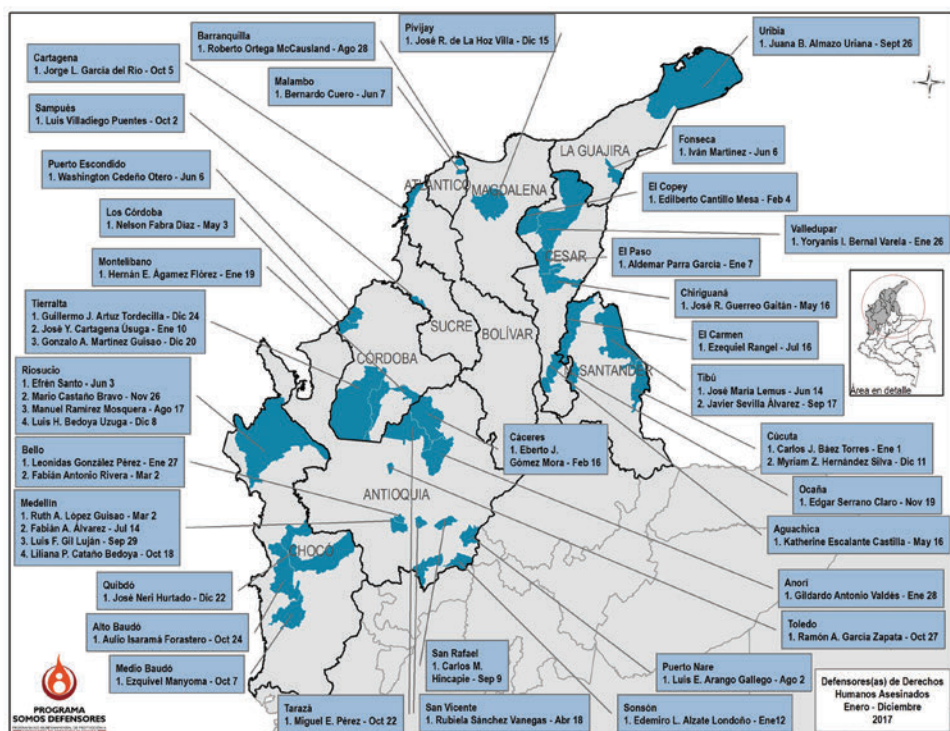 Barranquilla
1. Roberto Ortega McCausland - Ago 28
Pivijay
1. José R. de La Hoz Villa - Dic 15
Uribia
1. Juana B. Almazo Uriana - Sept 26
Cartagena
1. Jorge L. García del Río - Oct 5
Malambo
1. Bernardo Cuero - Jun 7
Sampués
1. Luis Villadiego Puentes - Oct 2
Fonseca
1. Iván Martínez - Jun 6
Puerto Escondido
1. Washington Cedeño Otero - Jun 6
El Copey
1. Edilberto Cantillo Mesa - Feb 4
Los Córdoba
1. Nelson Fabra Díaz - May 3
Valledupar
1. Yoryanis I. Bernal Varela - Ene 26
Montelíbano
1. Hernán E. Ágamez Flórez - Ene 19
El Paso
1. Aldemar Parra García - Ene 7
Chiriguaná
1. José R. Guerreo Gaitán - May 16
Tierralta
1. Guillermo J. Artuz Tordecilla - Dic 24
2. José Y. Cartagena Úsuga - Ene 10
3. Gonzalo A. Martínez Guisao - Dic 20
El Carmen
1. Ezequiel Rangel - Jul 16
Riosucio
1. Efrén Santo - Jun 3
2. Mario Castaño Bravo - Nov 26
3. Manuel Ramírez Mosquera - Ago 17
4. Luis H. Bedoya Uzuga - Dic 8
Tibú
1. José María Lemus - Jun 14
2. Javier Sevilla Álvarez - Sep 17
Cáceres
1. Eberto J.
Gómez Mora - Feb 16
Cúcuta
1. Carlos J. Báez Torres - Ene 1
2. Myriam Z. Hernández Silva - Dic 11
Bello
1. Leonidas González Pérez - Ene 27
2. Fabián Antonio Rivera - Mar 2
Ocaña
1. Edgar Serrano Claro - Nov 19
Medellín
1. Ruth A. López Guisao - Mar 2
2. Fabián A. Álvarez - Jul 14
3. Luis F. Gil Luján - Sep 29
4. Liliana P. Cataño Bedoya - Oct 18
Aguachica
1. Katherine Escalante Castilla - May 16
Quibdó
1. José Neri Hurtado - Dic 22
Anorí
1. Gildardo Antonio Valdés - Ene 28
Alto Baudó
1. Aulio Isaramá Forastero - Oct 24
Toledo
1. Ramón A. García Zapata - Oct 27
Medio Baudó
1. Ezquivel Manyoma - Oct 7
San Rafael
1. Carlos M.
Hincapie - Sep 9
Puerto Nare
1. Luis E. Arango Gallego - Ago 2
Tarazá
1. Miguel E. Pérez - Oct 22
San Vicente
1. Rubiela Sánchez Vanegas - Abr 18
Sonsón
1. Edemiro L. Alzate Londoño - Ene12
LA GUAJIRA
ATLÁNTICO
MAGDALENA
CESAR
SUCRE
BOLÍVAR
CÓRDOBA
N. SANTANDER
ANTIOQUIA
CHOCÓ
Área en detalle
Defensores(as) de Derechos
Humanos Asesinados
Enero - Diciembre
2017
PROGRAMA
SOMOS DEFENSORES